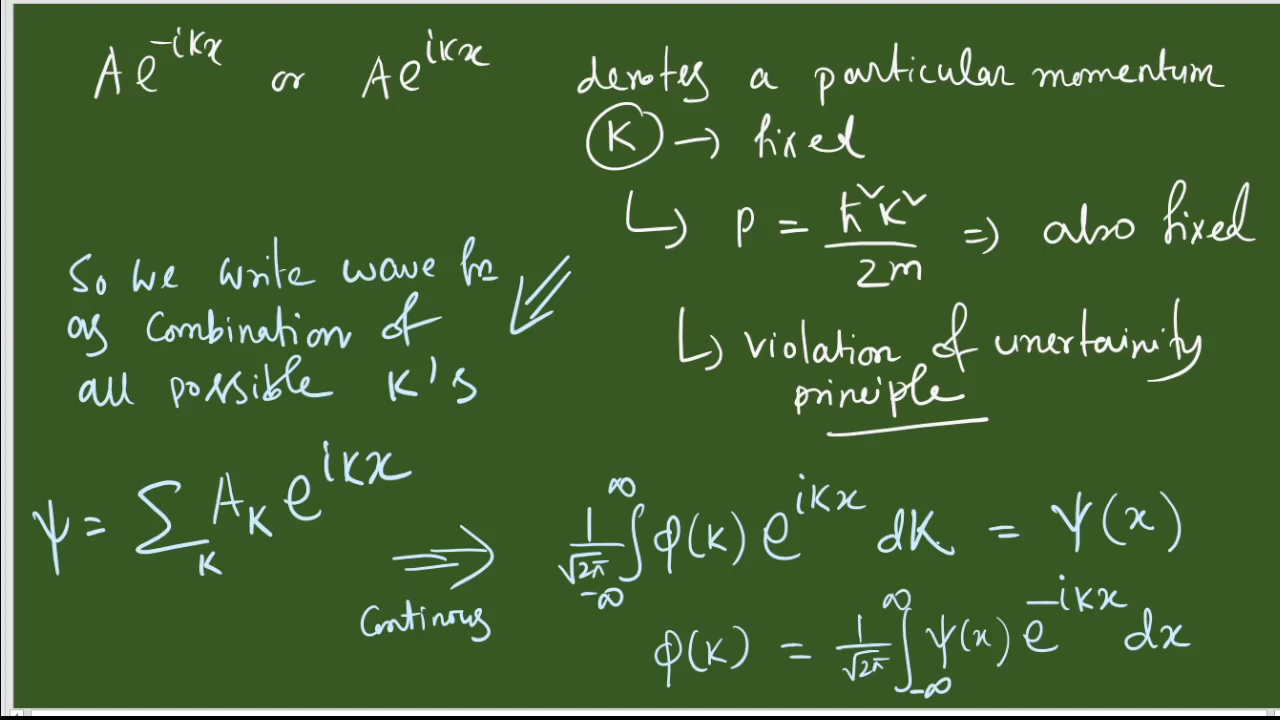 Ae^{-iKx} or Ae^{iKx} denotes a particular momentum
K → fixed
↳ p = ℏ²K²/2m ⇒ also fixed
↳ violation of unertainity
principle
So we write wave fn
as combination of
all possible K's
ψ = Σ_K A_K e^{iKx}
⟹
Continous
1/√2π ∫_{-∞}^{∞} φ(K) e^{iKx} dK = Ψ(x)
φ(K) = 1/√2π ∫_{-∞}^{∞} Ψ(x) e^{-iKx} dx